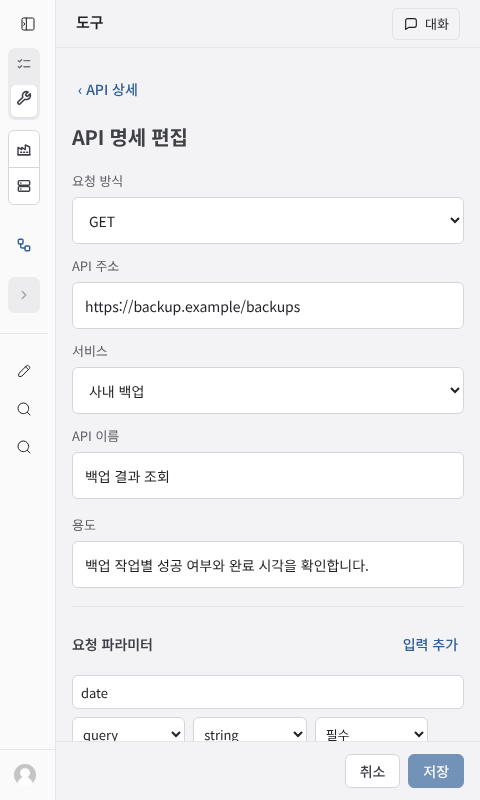 도구
대화
‹ API 상세
API 명세 편집
요청 방식
GET
API 주소
https://backup.example/backups
서비스
사내 백업
API 이름
백업 결과 조회
용도
백업 작업별 성공 여부와 완료 시각을 확인합니다.
요청 파라미터
입력 추가
date
query
string
필수
취소
저장